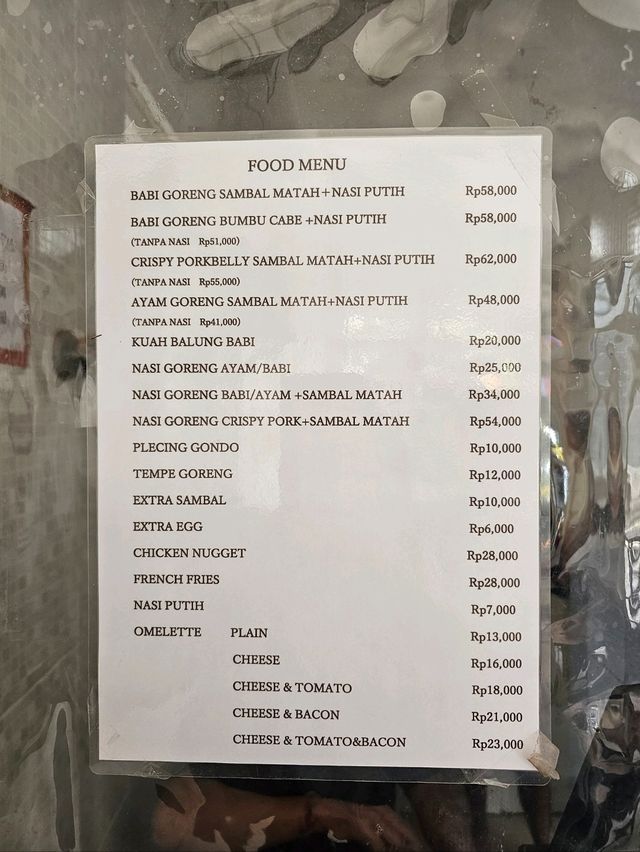 FOOD MENU
BABI GORENG SAMBAL MATAH+NASI PUTIH Rp58,000
BABI GORENG BUMBU CABE +NASI PUTIH Rp58,000
(TANPA NASI Rp51,000)
CRISPY PORKBELLY SAMBAL MATAH+NASI PUTIH Rp62,000
(TANPA NASI Rp55,000)
AYAM GORENG SAMBAL MATAH+NASI PUTIH Rp48,000
(TANPA NASI Rp41,000)
KUAH BALUNG BABI Rp20,000
NASI GORENG AYAM/BABI Rp25,000
NASI GORENG BABI/AYAM +SAMBAL MATAH Rp34,000
NASI GORENG CRISPY PORK+SAMBAL MATAH Rp54,000
PLECING GONDO Rp10,000
TEMPE GORENG Rp12,000
EXTRA SAMBAL Rp10,000
EXTRA EGG Rp6,000
CHICKEN NUGGET Rp28,000
FRENCH FRIES Rp28,000
NASI PUTIH Rp7,000
OMELETTE PLAIN Rp13,000
CHEESE Rp16,000
CHEESE & TOMATO Rp18,000
CHEESE & BACON Rp21,000
CHEESE & TOMATO&BACON Rp23,000